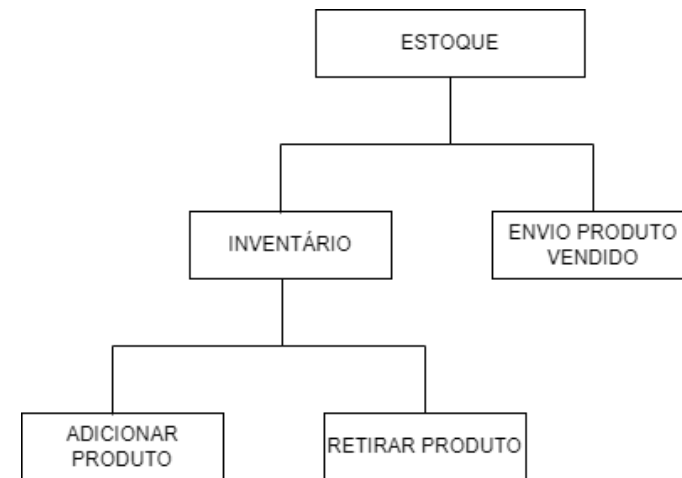 ESTOQUE
INVENTÁRIO
ENVIO PRODUTO
VENDIDO
ADICIONAR
PRODUTO
RETIRAR PRODUTO